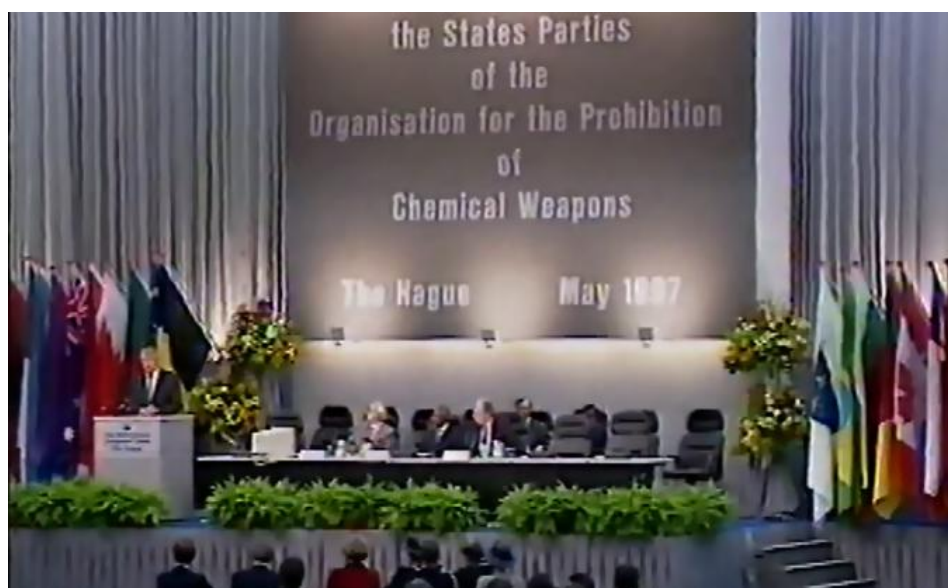 the States Parties
of the
Organisation for the Prohibition
of
Chemical Weapons
The Hague May 1997